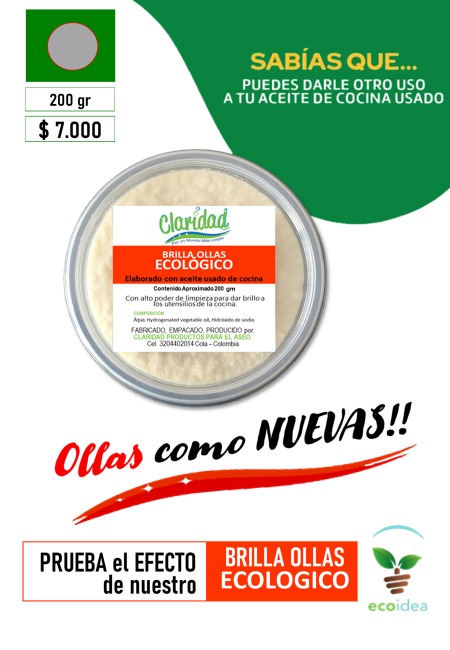 SABÍAS QUE...
PUEDES DARLE OTRO USO
A TU ACEITE DE COCINA USADO
200 gr
$ 7.000
Claridad
Por un Mundo Más Limpio
BRILLA OLLAS
ECOLÓGICO
Elaborado con aceite usado de cocina
Contenido Aproximado 200 gm
Con alto poder de limpieza para dar brillo a
los utensilios de la cocina.
COMPOSICIÓN
Aqua, Hydrogenated vegetable oil, Hidróxido de sodio.
FABRICADO, EMPACADO, PRODUCIDO por:
CLARIDAD PRODUCTOS PARA EL ASEO.
Cel. 3204402014 Cota – Colombia
Ollas como NUEVAS!!
PRUEBA el EFECTO
de nuestro
BRILLA OLLAS
ECOLOGICO
ecoidea